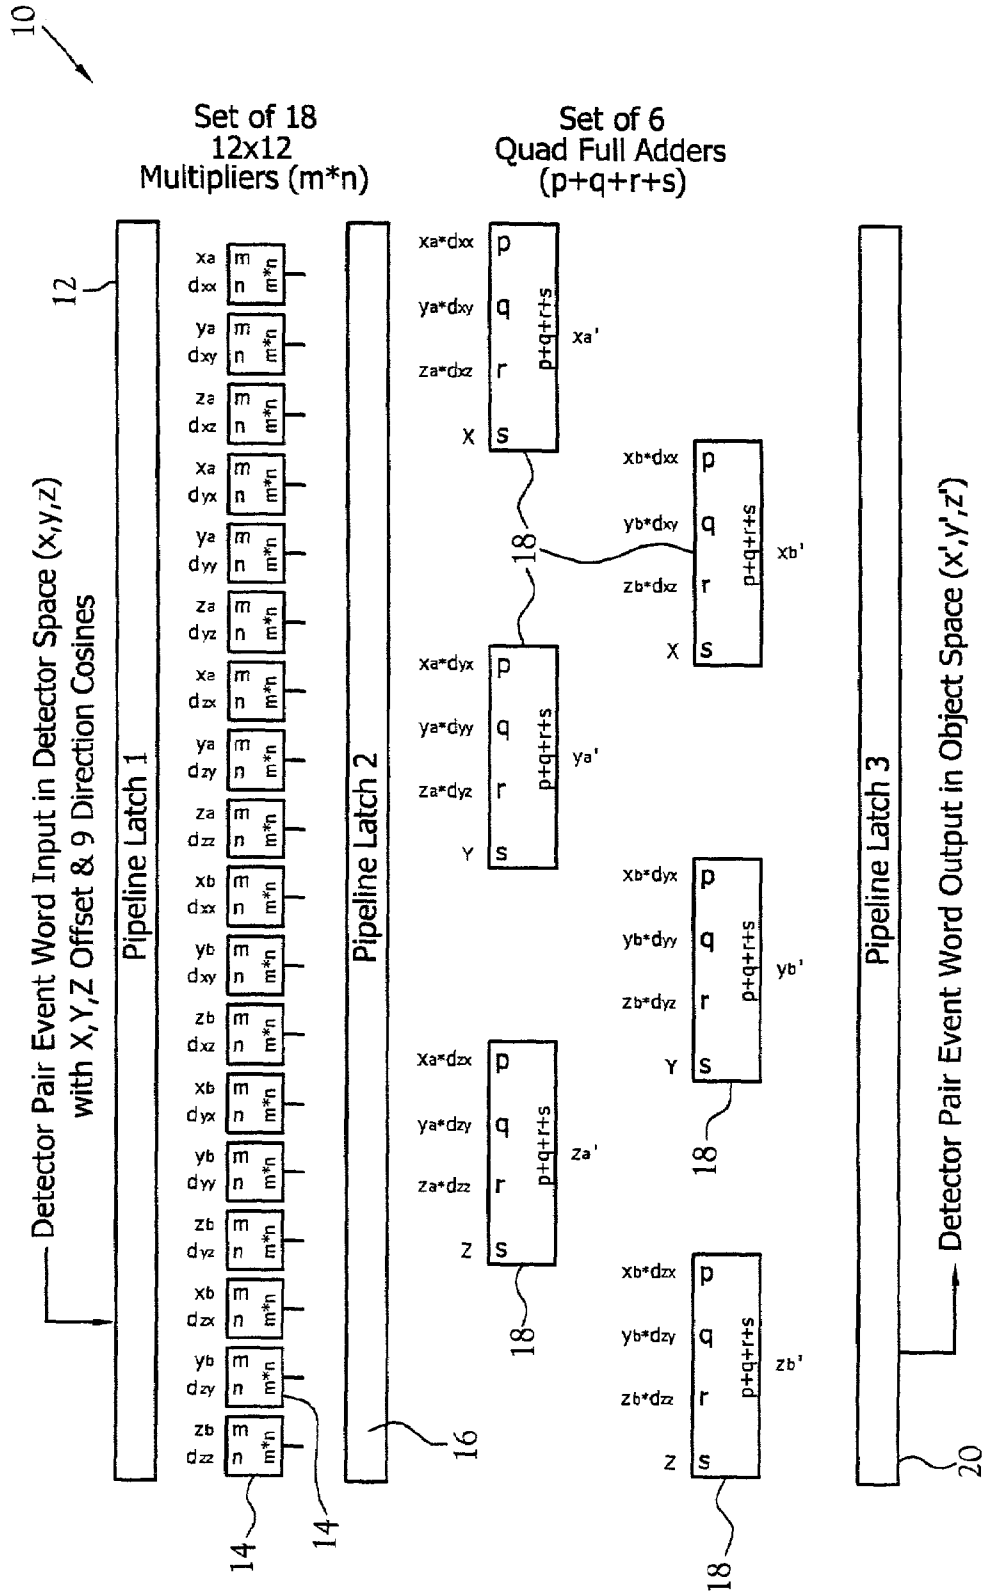 10
Detector Pair Event Word Input in Detector Space (x,y,z)
with X,Y,Z Offset & 9 Direction Cosines
12
Pipeline Latch 1
Set of 18
12x12
Multipliers (m*n)
zb yb xb zb yb xb zb yb xb za ya xa za ya xa za ya xa
dzz dzy dzx dyz dyy dyx dxz dxy dxx dzz dzy dzx dyz dyy dyx dxz dxy dxx
m m m m m m m m m m m m m m m m m m
n n n n n n n n n n n n n n n n n n
m*n m*n m*n m*n m*n m*n m*n m*n m*n m*n m*n m*n m*n m*n m*n m*n m*n m*n
14
14
Pipeline Latch 2
16
Set of 6
Quad Full Adders
(p+q+r+s)
Z za*dzz ya*dzy xa*dzx
s r q p
p+q+r+s
za'
18
Y za*dyz ya*dyy xa*dyx
s r q p
p+q+r+s
ya'
18
X za*dxz ya*dxy xa*dxx
s r q p
p+q+r+s
xa'
Z zb*dzz yb*dzy xb*dzx
s r q p
p+q+r+s
zb'
18
Y zb*dyz yb*dyy xb*dyx
s r q p
p+q+r+s
yb'
18
X zb*dxz yb*dxy xb*dxx
s r q p
p+q+r+s
xb'
Pipeline Latch 3
20
Detector Pair Event Word Output in Object Space (x',y',z')